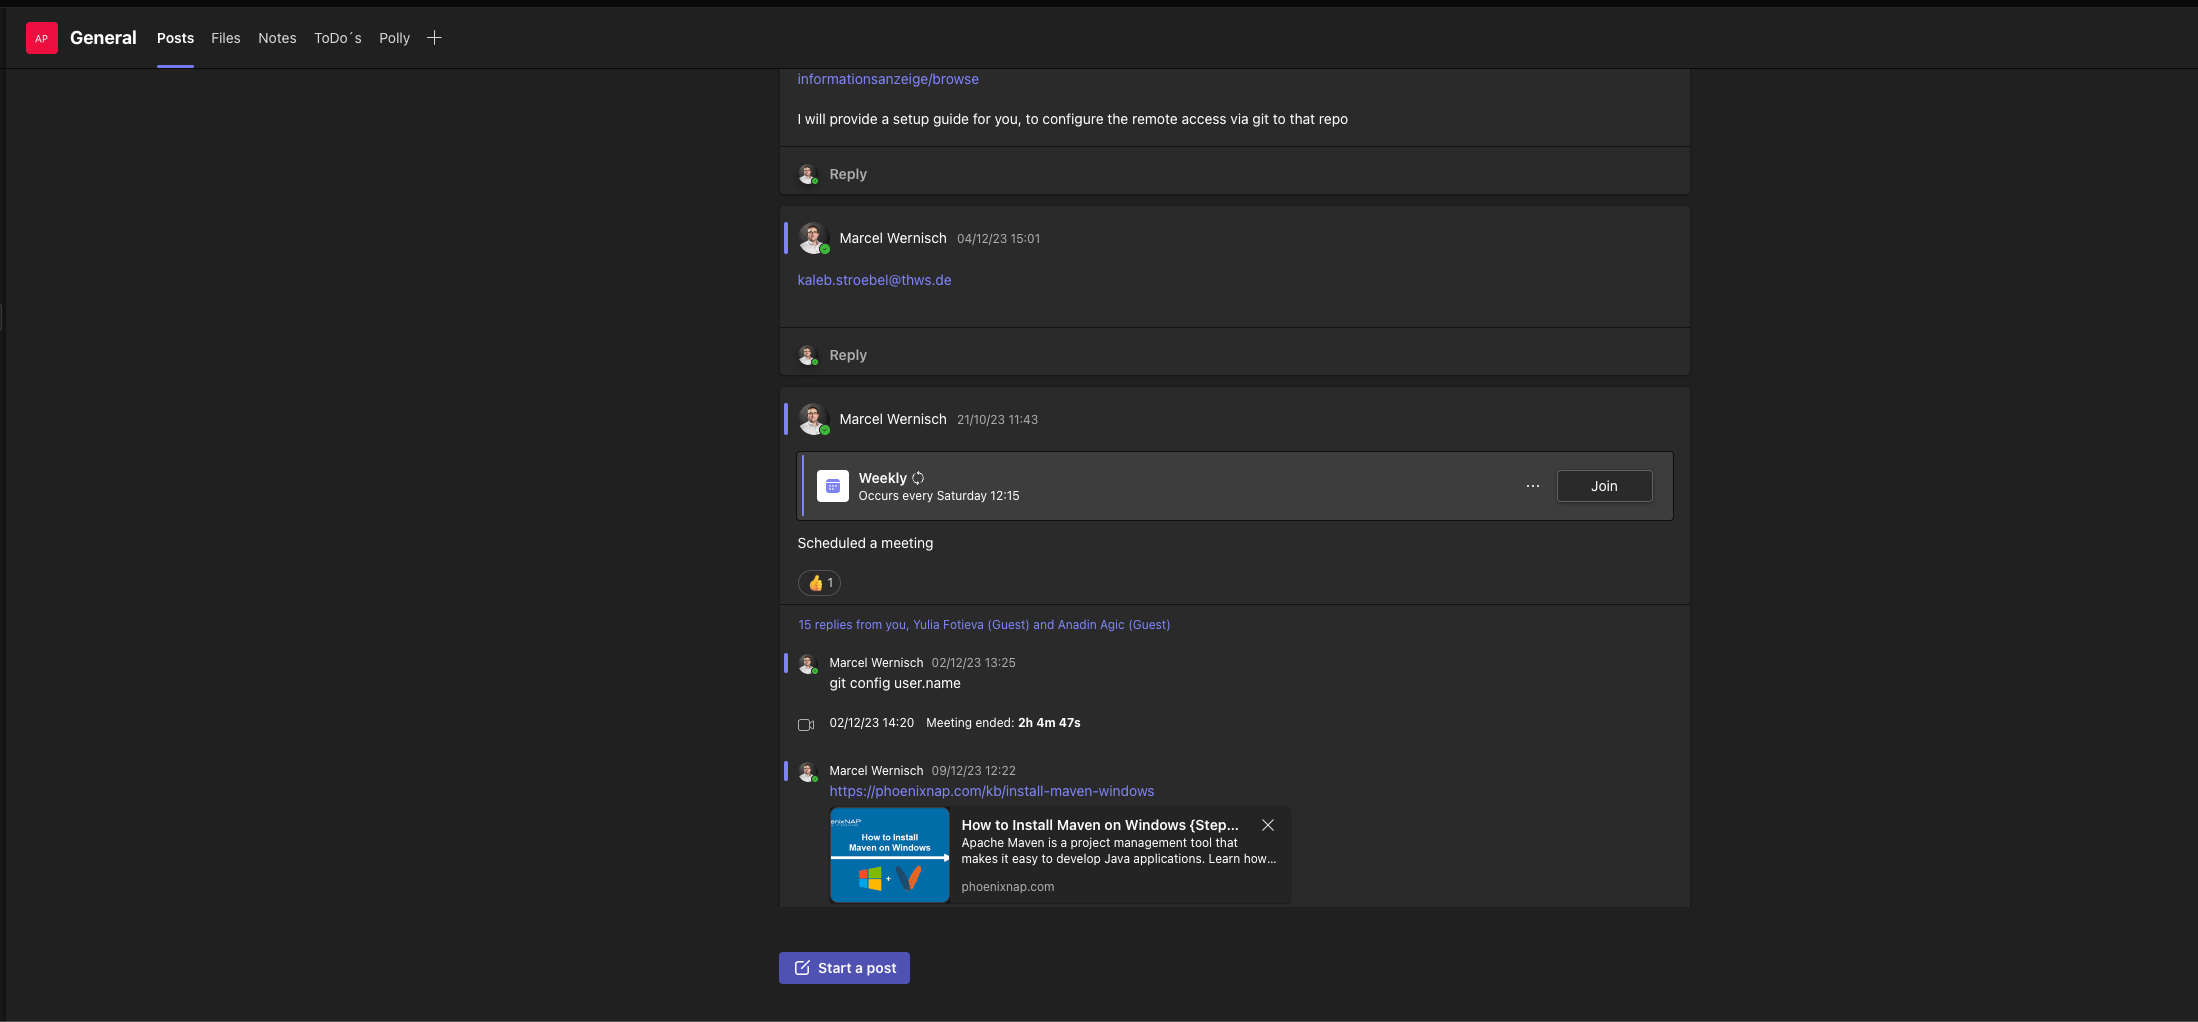 AP
General
Posts
Files
Notes
ToDo´s
Polly
informationsanzeige/browse
I will provide a setup guide for you, to configure the remote access via git to that repo
Reply
Marcel Wernisch 04/12/23 15:01
kaleb.stroebel@thws.de
Reply
Marcel Wernisch 21/10/23 11:43
Weekly
Occurs every Saturday 12:15
Join
Scheduled a meeting
1
15 replies from you, Yulia Fotieva (Guest) and Anadin Agic (Guest)
Marcel Wernisch 02/12/23 13:25
git config user.name
02/12/23 14:20 Meeting ended: 2h 4m 47s
Marcel Wernisch 09/12/23 12:22
https://phoenixnap.com/kb/install-maven-windows
enixNAP
How to Install
Maven on Windows
+
How to Install Maven on Windows {Step...
Apache Maven is a project management tool that
makes it easy to develop Java applications. Learn how...
phoenixnap.com
Start a post